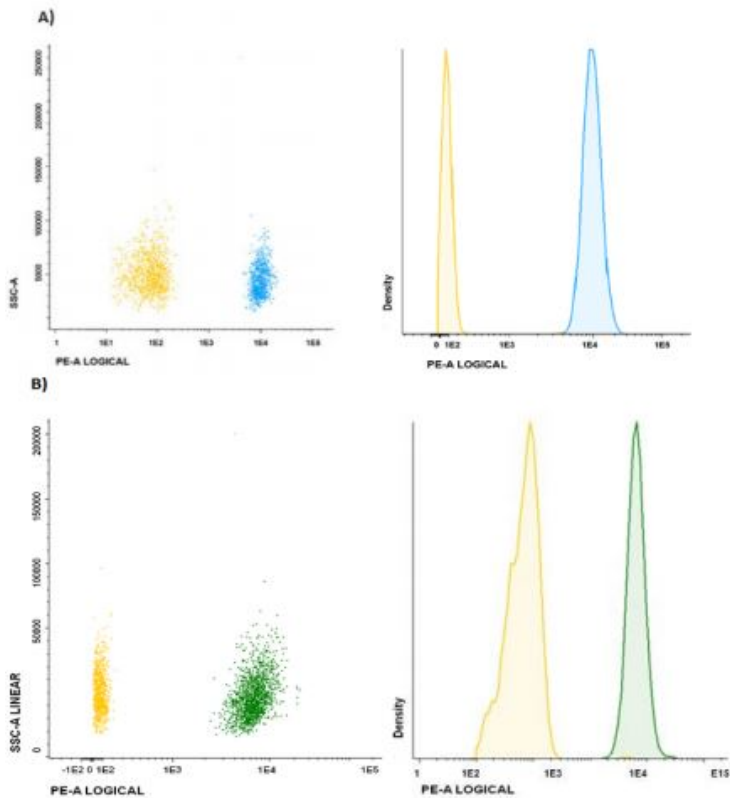 A)
SSC-A
250000
200000
150000
100000
5000
1 1E1 1E2 1E3 1E4 1E5
PE-A LOGICAL
Density
0 1E2 1E3 1E4 1E5
PE-A LOGICAL
B)
SSC-A LINEAR
200000
150000
100000
50000
0
-1E2 0 1E2 1E3 1E4 1E5
PE-A LOGICAL
Density
1 1E2 1E3 1E4 E15
PE-A LOGICAL